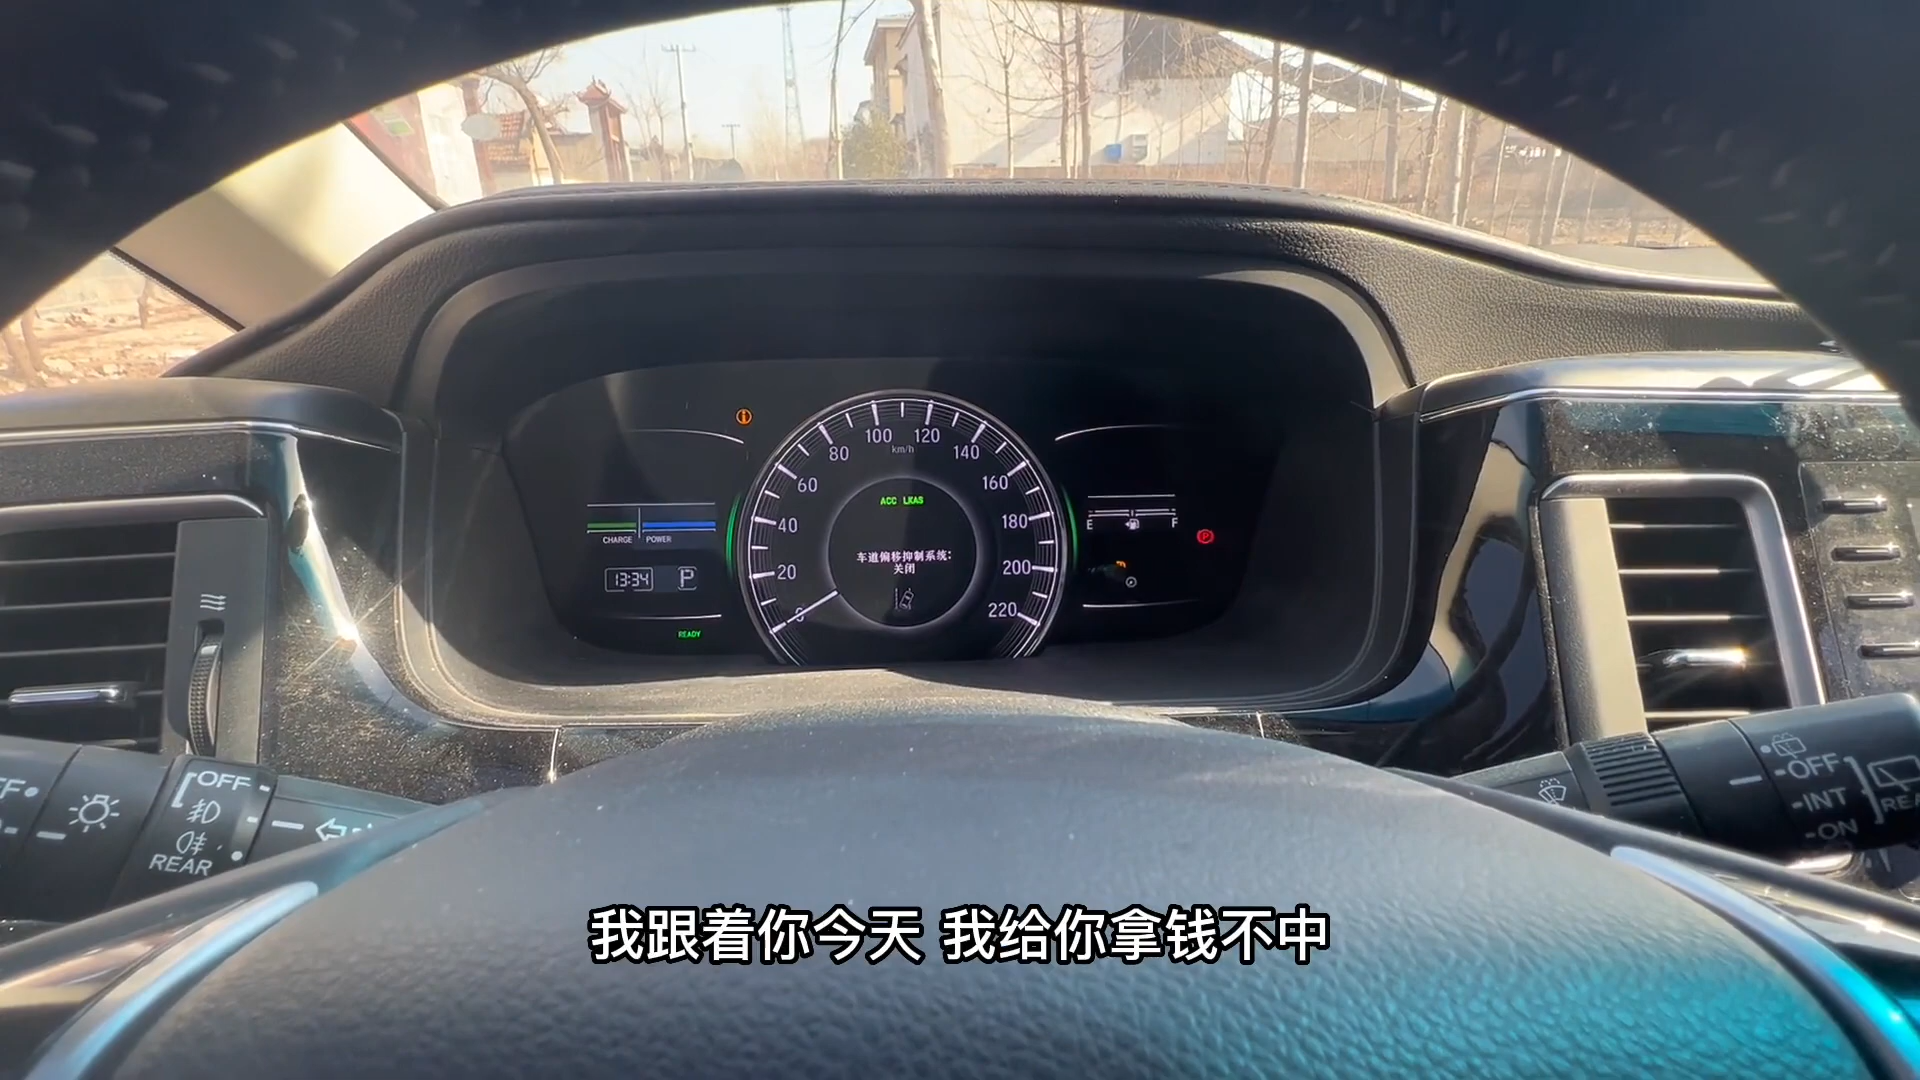 100 120
km/h
80 140
60 160
ACC LKAS
40 180
E F
CHARGE POWER
车道偏移抑制系统:
关闭
20 200
13:34 P
0 220
READY
OFF
REAR
-OFF
-INT
-ON
我跟着你今天 我给你拿钱不中